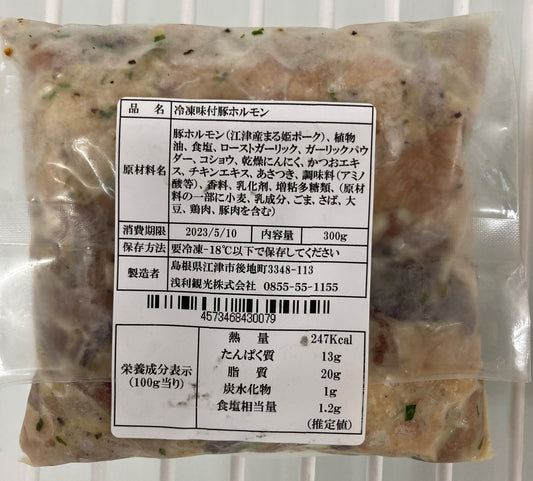 品名 冷凍味付豚ホルモン
原材料名 豚ホルモン(江津産まる姫ポーク)、植物
油、食塩、ローストガーリック、ガーリックパウ
ダー、コショウ、乾燥にんにく、かつおエキ
ス、チキンエキス、あさつき、調味料(アミノ
酸等)、香料、乳化剤、増粘多糖類、(原材
料の一部に小麦、乳成分、ごま、さば、大
豆、鶏肉、豚肉を含む)
消費期限 2023/5/10 内容量 300g
保存方法 要冷凍-18℃以下で保存してください
製造者 島根県江津市後地町3348-113
浅利観光株式会社 0855-55-1155
4573468430079
栄養成分表示
(100g当り)
熱量 247Kcal
たんぱく質 13g
脂質 20g
炭水化物 1g
食塩相当量 1.2g
(推定値)